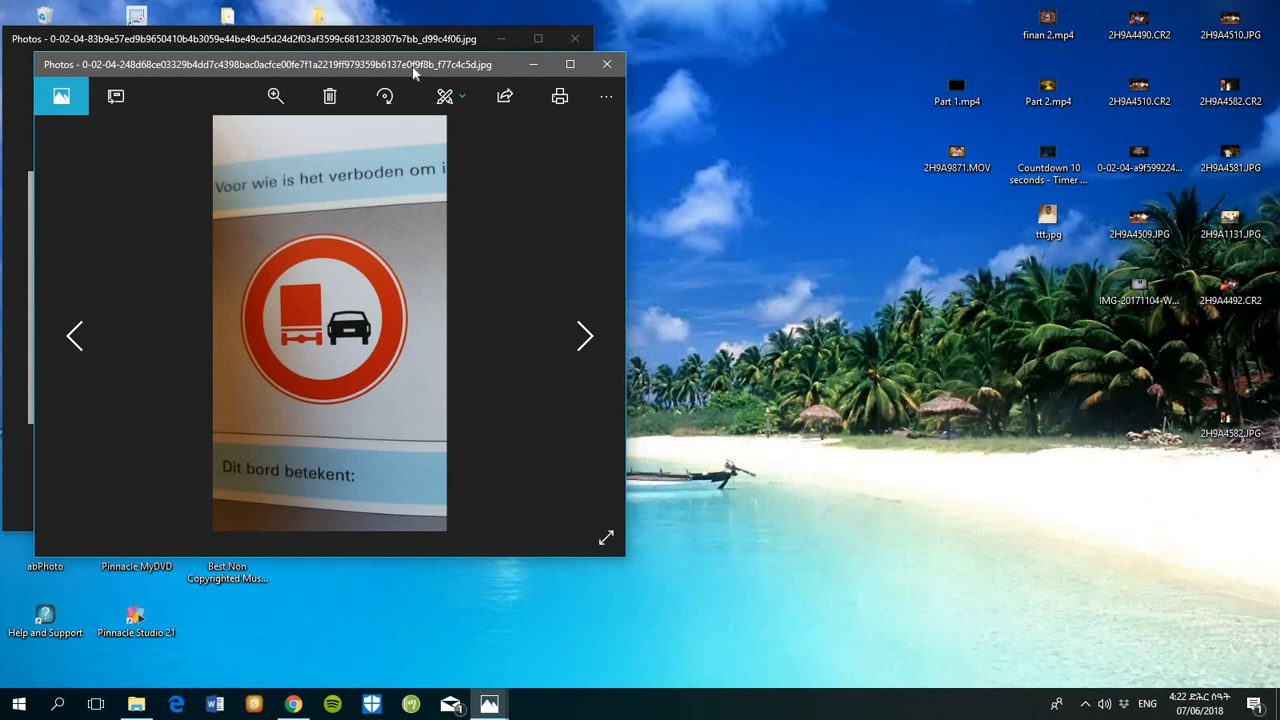 finan 2.mp4
2H9A4490.CR2
2H9A4510.JPG
Photos - 0-02-04-83b9e57ed9b9650410b4b3059e44be49cd5d24d2f03af3599c6812328307b7bb_d99c4f06.jpg
Photos - 0-02-04-248d68ce03329b4dd7c4398bac0acfce00fe7f1a2219ff979359b6137e0f9f8b_f77c4c5d.jpg
Part 1.mp4
Part 2.mp4
2H9A4510.CR2
2H9A4582.CR2
2H9A9871.MOV
Countdown 10
seconds - Timer ...
0-02-04-a9f599224...
2H9A4581.JPG
Voor wie is het verboden om i
ttt.jpg
2H9A4509.JPG
2H9A1131.JPG
IMG-20171104-W...
2H9A4492.CR2
2H9A4582.JPG
Dit bord betekent:
abPhoto
Pinnacle MyDVD
Best Non
Copyrighted Mus...
Help and Support
Pinnacle Studio 21
ENG
4:22 ድሕር ሰዓት
07/06/2018